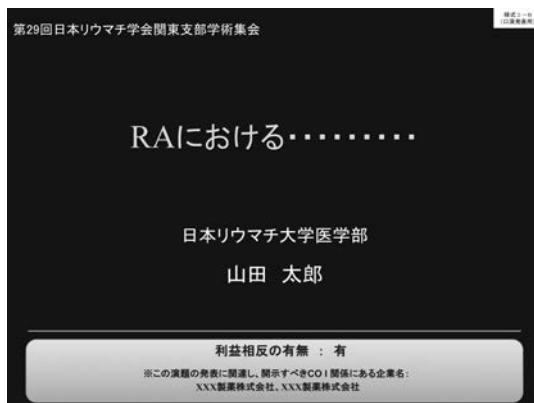 様式1-B
(口演発表用)
第29回日本リウマチ学会関東支部学術集会
RAにおける・・・・・・・・・
日本リウマチ大学医学部
山田 太郎
利益相反の有無 : 有
※この演題の発表に関連し、開示すべきCOI関係にある企業名:
XXX製薬株式会社、XXX製薬株式会社